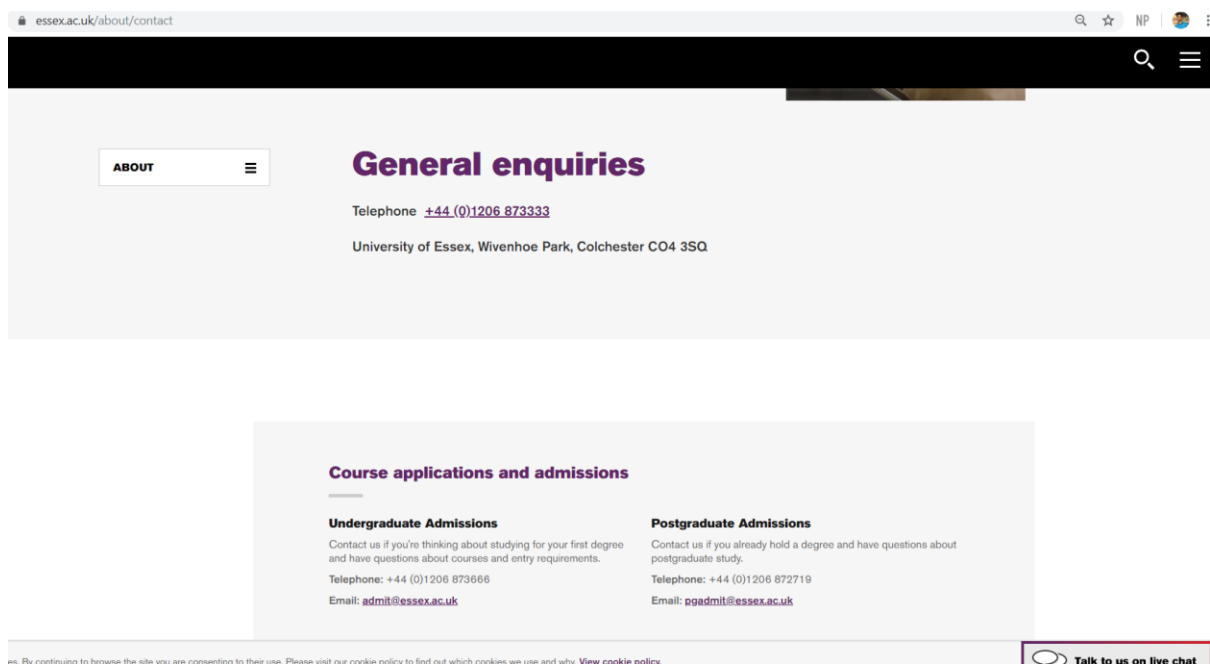 essex.ac.uk/about/contact
NP
ABOUT
General enquiries
Telephone +44 (0)1206 873333
University of Essex, Wivenhoe Park, Colchester CO4 3SQ
Course applications and admissions
Undergraduate Admissions
Contact us if you're thinking about studying for your first degree
and have questions about courses and entry requirements.
Telephone: +44 (0)1206 873666
Email: admit@essex.ac.uk
Postgraduate Admissions
Contact us if you already hold a degree and have questions about
postgraduate study.
Telephone: +44 (0)1206 872719
Email: pgadmit@essex.ac.uk
es. By continuing to browse the site you are consenting to their use. Please visit our cookie policy to find out which cookies we use and why. View cookie policy.
Talk to us on live chat